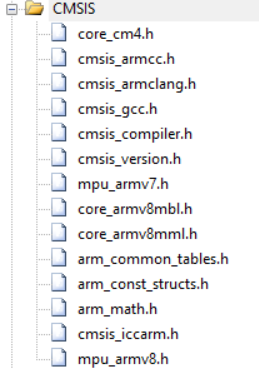 CMSIS
core_cm4.h
cmsis_armcc.h
cmsis_armclang.h
cmsis_gcc.h
cmsis_compiler.h
cmsis_version.h
mpu_armv7.h
core_armv8mbl.h
core_armv8mml.h
arm_common_tables.h
arm_const_structs.h
arm_math.h
cmsis_iccarm.h
mpu_armv8.h